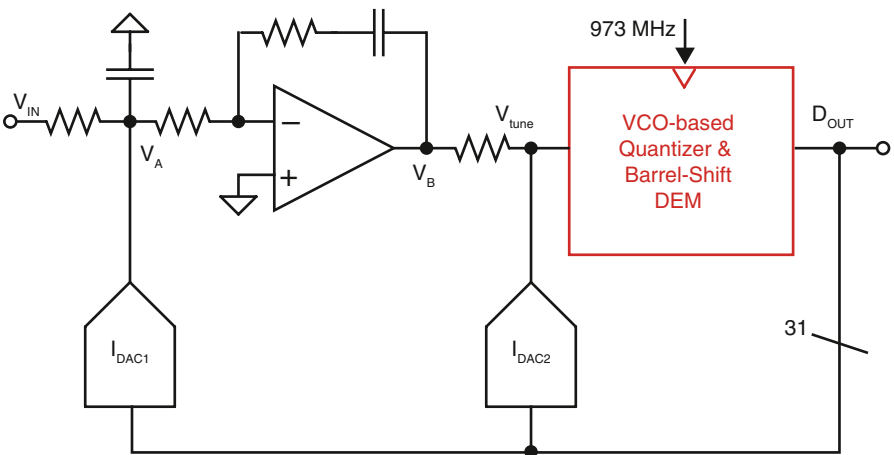 973 MHz
V_IN
V_A
−
+
V_B
V_tune
VCO-based
Quantizer &
Barrel-Shift
DEM
D_OUT
I_DAC1
I_DAC2
31